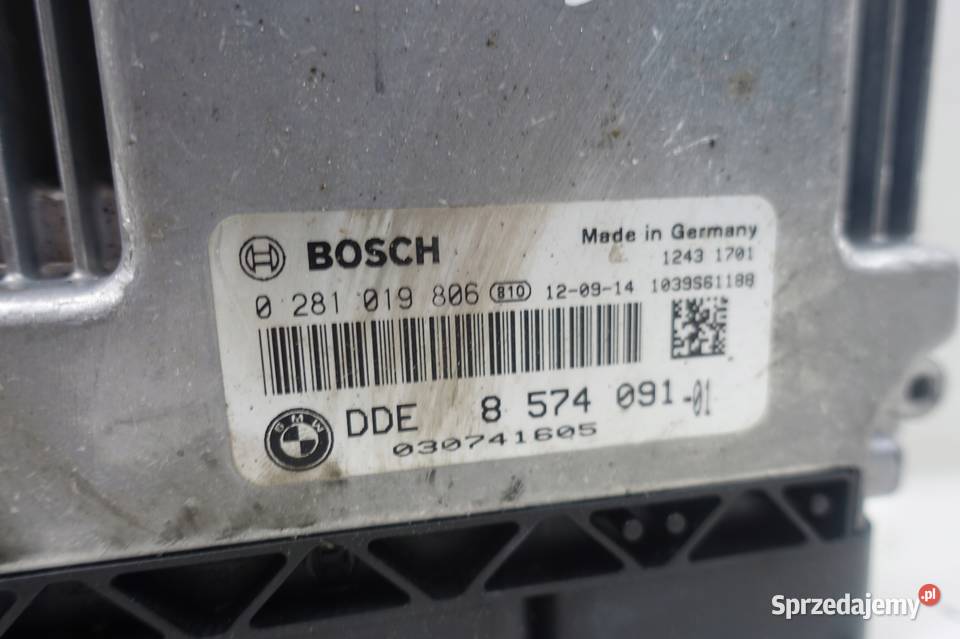 BOSCH
Made in Germany
1243 1701
0 281 019 806 B10 12-09-14 1039S61188
BMW
DDE 8 574 091-01
030741605
Sprzedajemy.pl